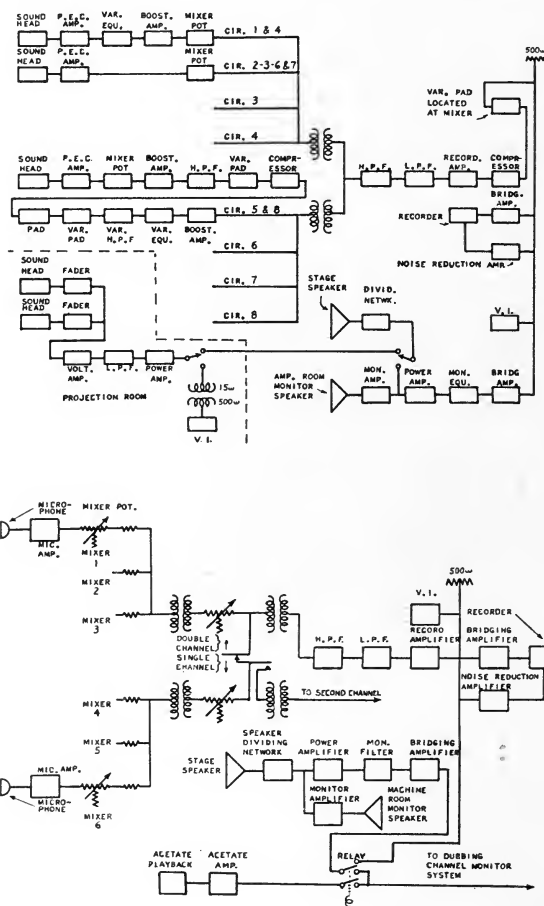 SOUND HEAD
P.E.C. AMP.
VAR. EQU.
BOOST. AMP.
MIXER POT
CIR. 1 & 4
SOUND HEAD
P.E.C. AMP.
MIXER POT
CIR. 2-3-6&7
CIR. 3
CIR. 4
500ω
VAR. PAD
LOCATED
AT MIXER
SOUND HEAD
P.E.C. AMP.
MIXER POT
BOOST. AMP.
H.P.F.
VAR. PAD
COMPRESSOR
H.P.F.
L.P.F.
RECORD. AMP.
COMPRESSOR
PAD
VAR. PAD
VAR. H.P.F
VAR. EQU.
BOOST. AMP.
CIR. 5 & 8
CIR. 6
CIR. 7
CIR. 8
RECORDER
BRIDG. AMP.
NOISE REDUCTION AMP.
SOUND HEAD
FADER
SOUND HEAD
FADER
STAGE
SPEAKER
DIVID.
NETWK.
V.I.
VOLT. AMP.
L.P.F.
POWER AMP.
PROJECTION ROOM
15ω
500ω
V.I.
AMP. ROOM
MONITOR
SPEAKER
MON. AMP.
POWER AMP.
MON. EQU.
BRIDG AMP.
MICRO-
PHONE
MIXER POT.
MIC. AMP.
MIXER
1
MIXER
2
MIXER
3
DOUBLE
CHANNEL
SINGLE
CHANNEL
MIXER
4
MIXER
5
MIC. AMP.
MICRO-
PHONE
MIXER
6
H.P.F.
L.P.F.
RECORD
AMPLIFIER
500ω
V.I.
BRIDGING
AMPLIFIER
RECORDER
NOISE REDUCTION
AMPLIFIER
TO SECOND CHANNEL
STAGE
SPEAKER
SPEAKER
DIVIDING
NETWORK
POWER
AMPLIFIER
MON.
FILTER
BRIDGING
AMPLIFIER
MONITOR
AMPLIFIER
MACHINE
ROOM
MONITOR
SPEAKER
ACETATE
PLAYBACK
ACETATE
AMP.
RELAY
TO DUBBING
CHANNEL MONITOR
SYSTEM